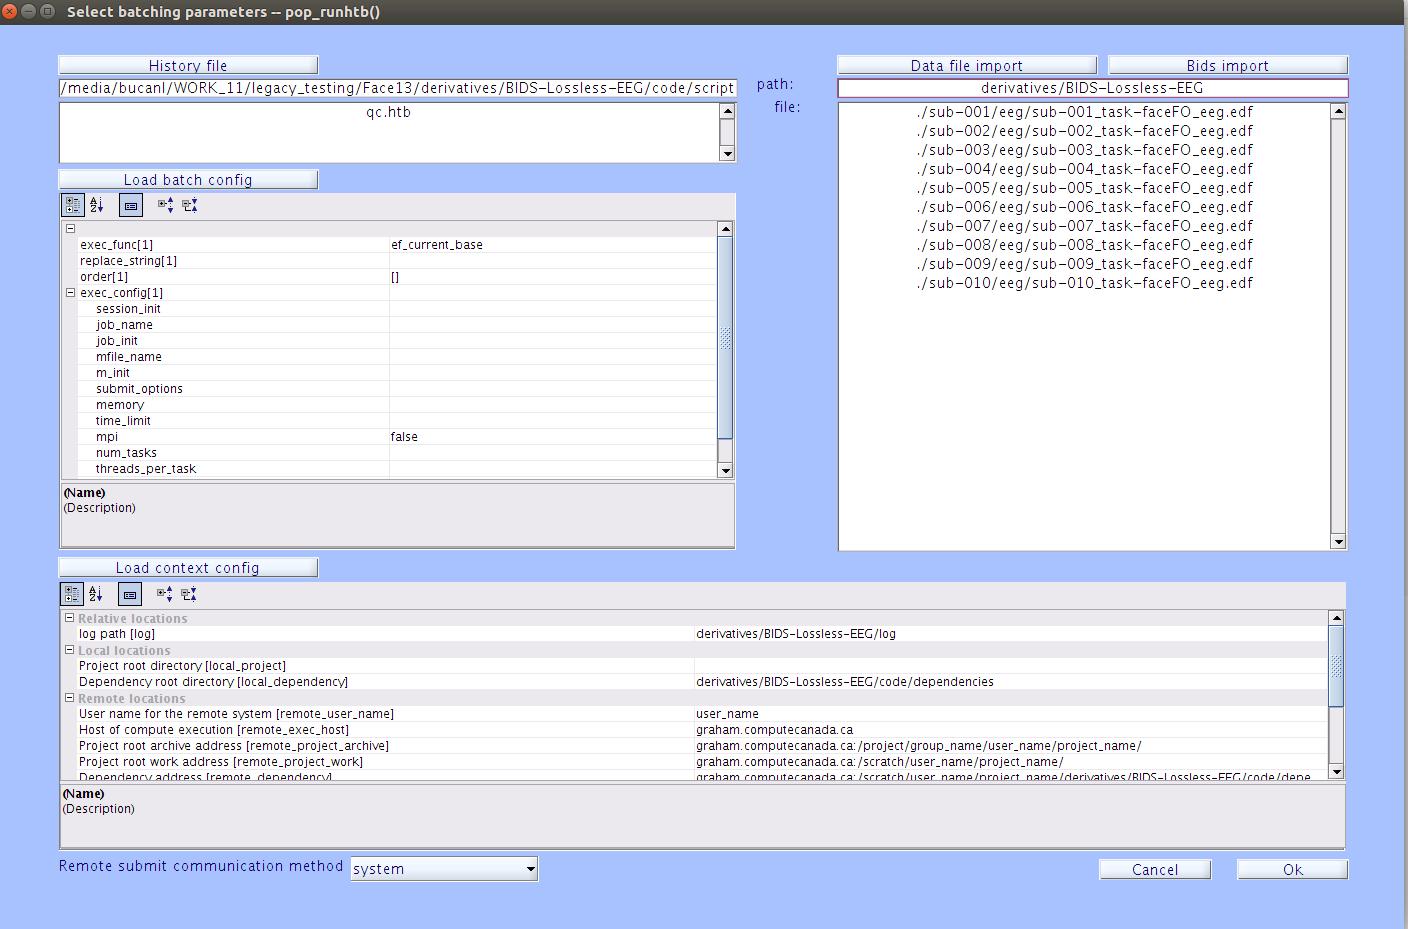 Select batching parameters -- pop_runhtb()
History file
/media/bucanl/WORK_11/legacy_testing/Face13/derivatives/BIDS-Lossless-EEG/code/script
qc.htb
Data file import
Bids import
path:
derivatives/BIDS-Lossless-EEG
file:
./sub-001/eeg/sub-001_task-faceFO_eeg.edf
./sub-002/eeg/sub-002_task-faceFO_eeg.edf
./sub-003/eeg/sub-003_task-faceFO_eeg.edf
./sub-004/eeg/sub-004_task-faceFO_eeg.edf
./sub-005/eeg/sub-005_task-faceFO_eeg.edf
./sub-006/eeg/sub-006_task-faceFO_eeg.edf
./sub-007/eeg/sub-007_task-faceFO_eeg.edf
./sub-008/eeg/sub-008_task-faceFO_eeg.edf
./sub-009/eeg/sub-009_task-faceFO_eeg.edf
./sub-010/eeg/sub-010_task-faceFO_eeg.edf
Load batch config
exec_func[1] ef_current_base
replace_string[1]
order[1] []
exec_config[1]
session_init
job_name
job_init
mfile_name
m_init
submit_options
memory
time_limit
mpi false
num_tasks
threads_per_task
(Name)
(Description)
Load context config
Relative locations
log path [log] derivatives/BIDS-Lossless-EEG/log
Local locations
Project root directory [local_project]
Dependency root directory [local_dependency] derivatives/BIDS-Lossless-EEG/code/dependencies
Remote locations
User name for the remote system [remote_user_name] user_name
Host of compute execution [remote_exec_host] graham.computecanada.ca
Project root archive address [remote_project_archive] graham.computecanada.ca:/project/group_name/user_name/project_name/
Project root work address [remote_project_work] graham.computecanada.ca:/scratch/user_name/project_name/
Dependency address [remote_dependency] graham.computecanada.ca:/scratch/user_name/project_name/derivatives/BIDS-Lossless-EEG/code/depe
(Name)
(Description)
Remote submit communication method system
Cancel
Ok